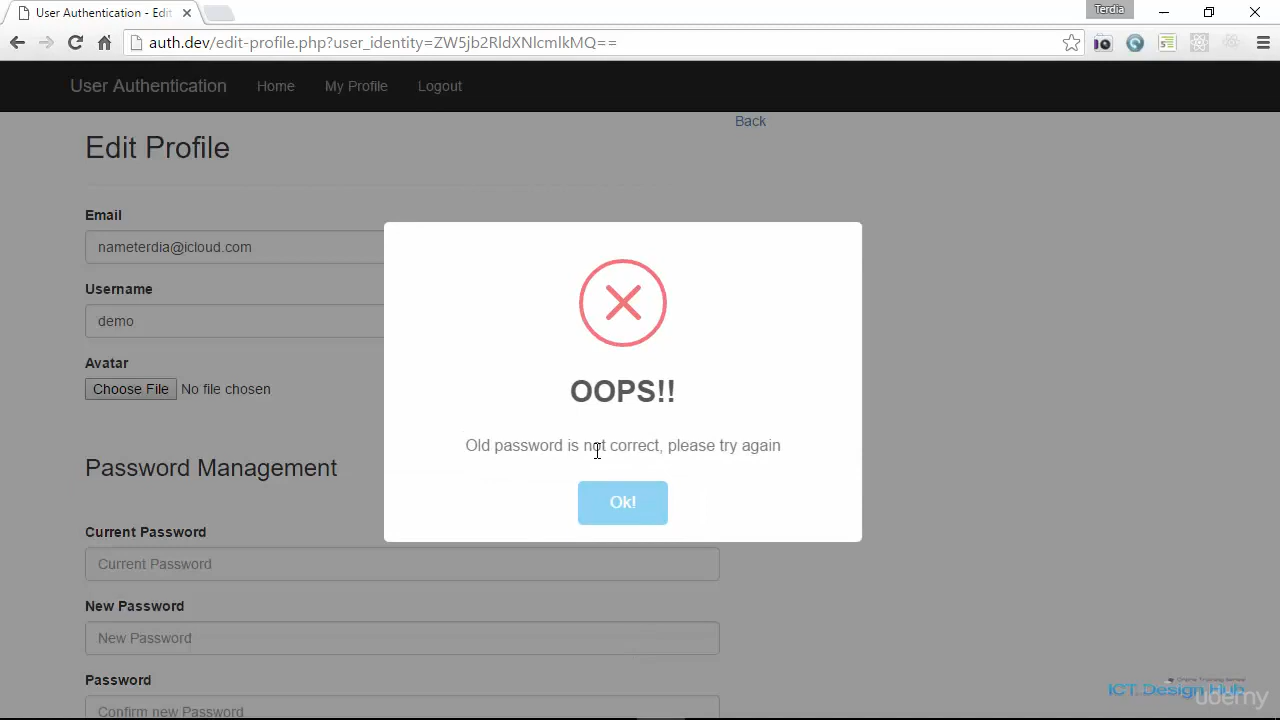 User Authentication - Edit
Terdia
auth.dev/edit-profile.php?user_identity=ZW5jb2RldXNlcmlkMQ==
User Authentication Home My Profile Logout
Back
Edit Profile
Email
nameterdia@icloud.com
Username
demo
Avatar
Choose File No file chosen
OOPS!!
Old password is not correct, please try again
Ok!
Password Management
Current Password
Current Password
New Password
New Password
Password
Confirm new Password
ICT Design Hub
udemy